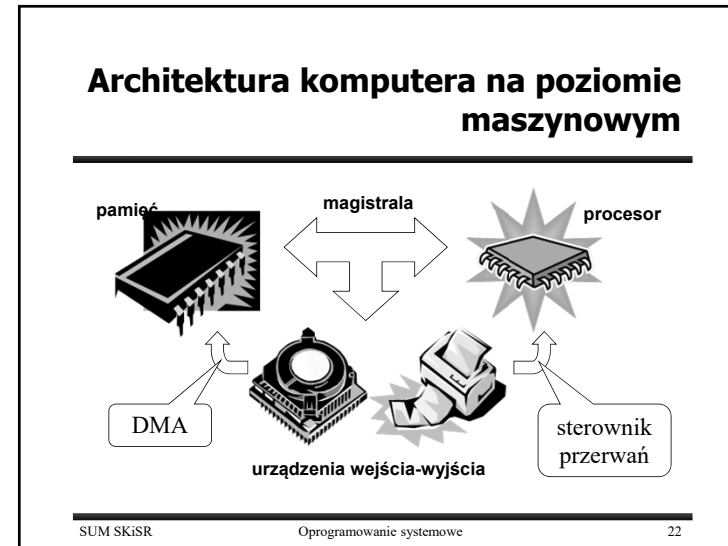 Architektura komputera na poziomie
maszynowym
pamięć
magistrala
procesor
DMA
sterownik
przerwań
urządzenia wejścia-wyjścia
SUM SKiSR Oprogramowanie systemowe 22